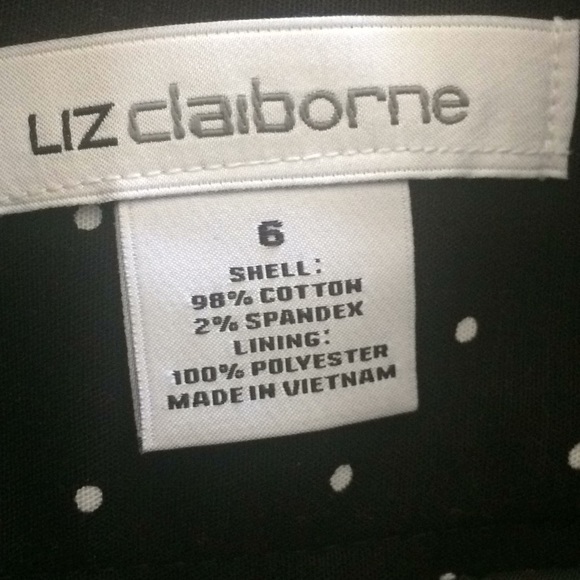 LIZ claiborne
6
SHELL:
98% COTTON
2% SPANDEX
LINING:
100% POLYESTER
MADE IN VIETNAM